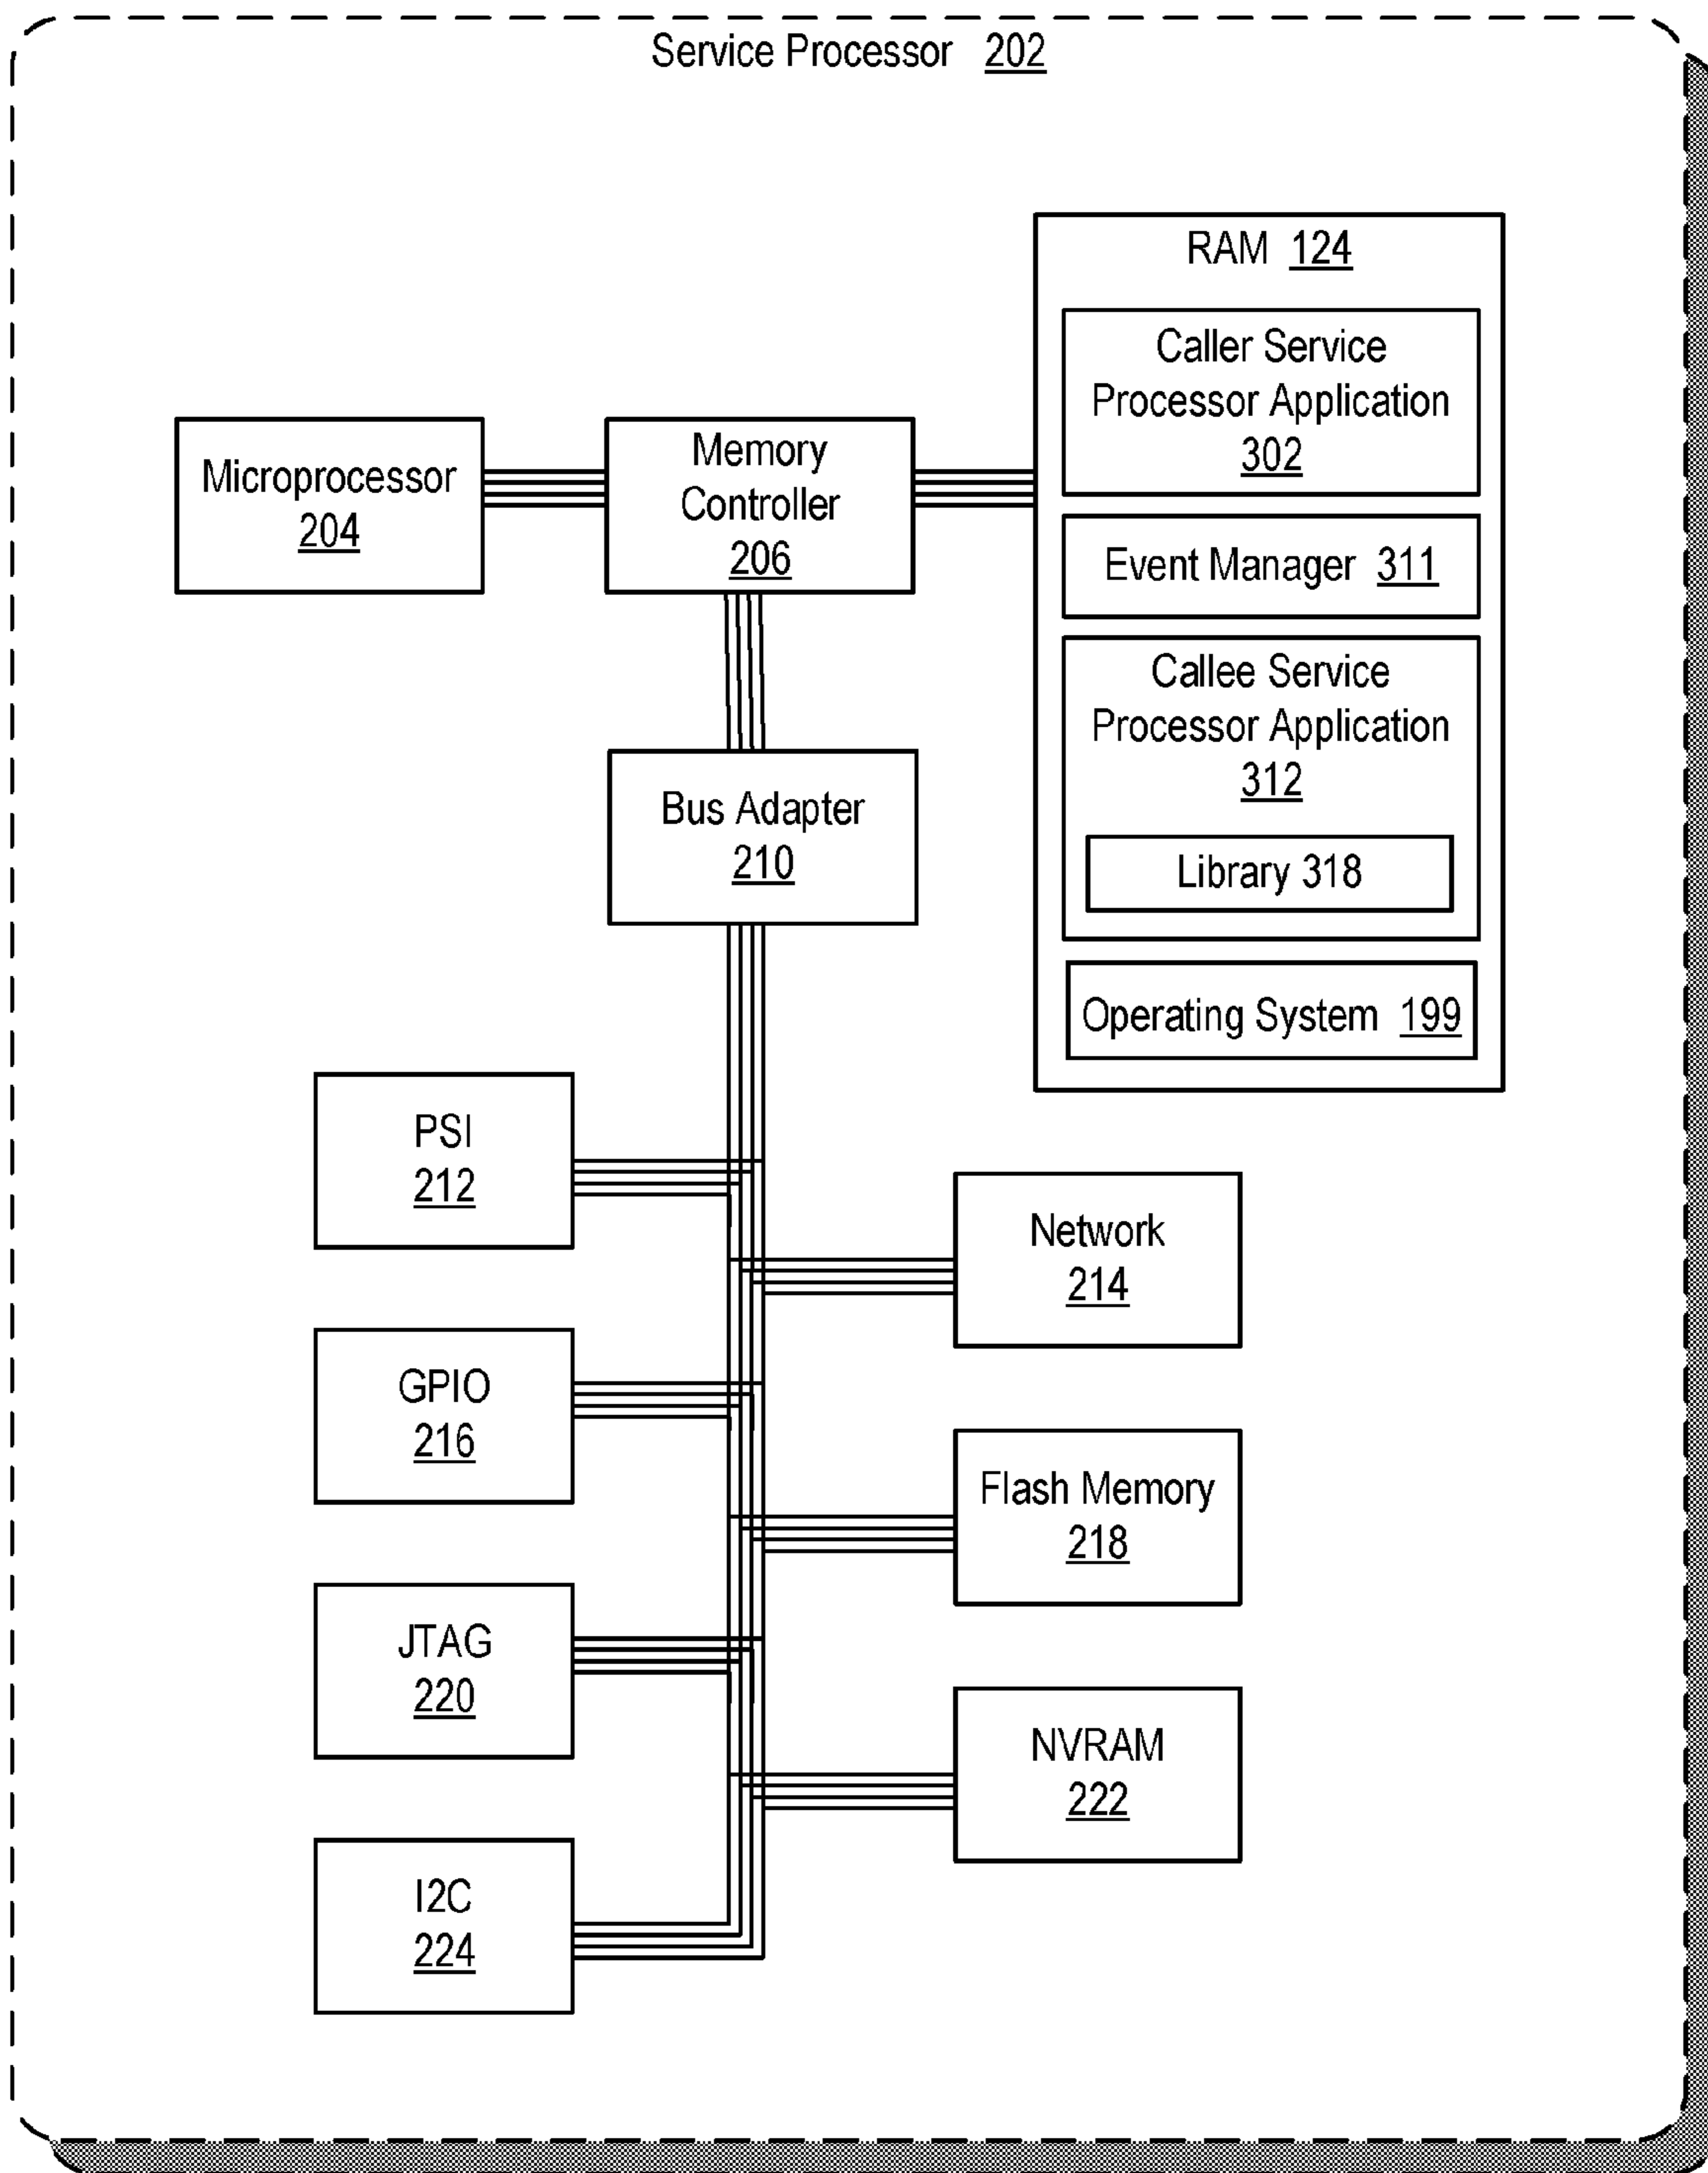 Service Processor 202
RAM 124
Caller Service
Processor Application
302
Microprocessor
204
Memory
Controller
206
Event Manager 311
Callee Service
Processor Application
312
Library 318
Bus Adapter
210
Operating System 199
PSI
212
Network
214
GPIO
216
Flash Memory
218
JTAG
220
NVRAM
222
I2C
224